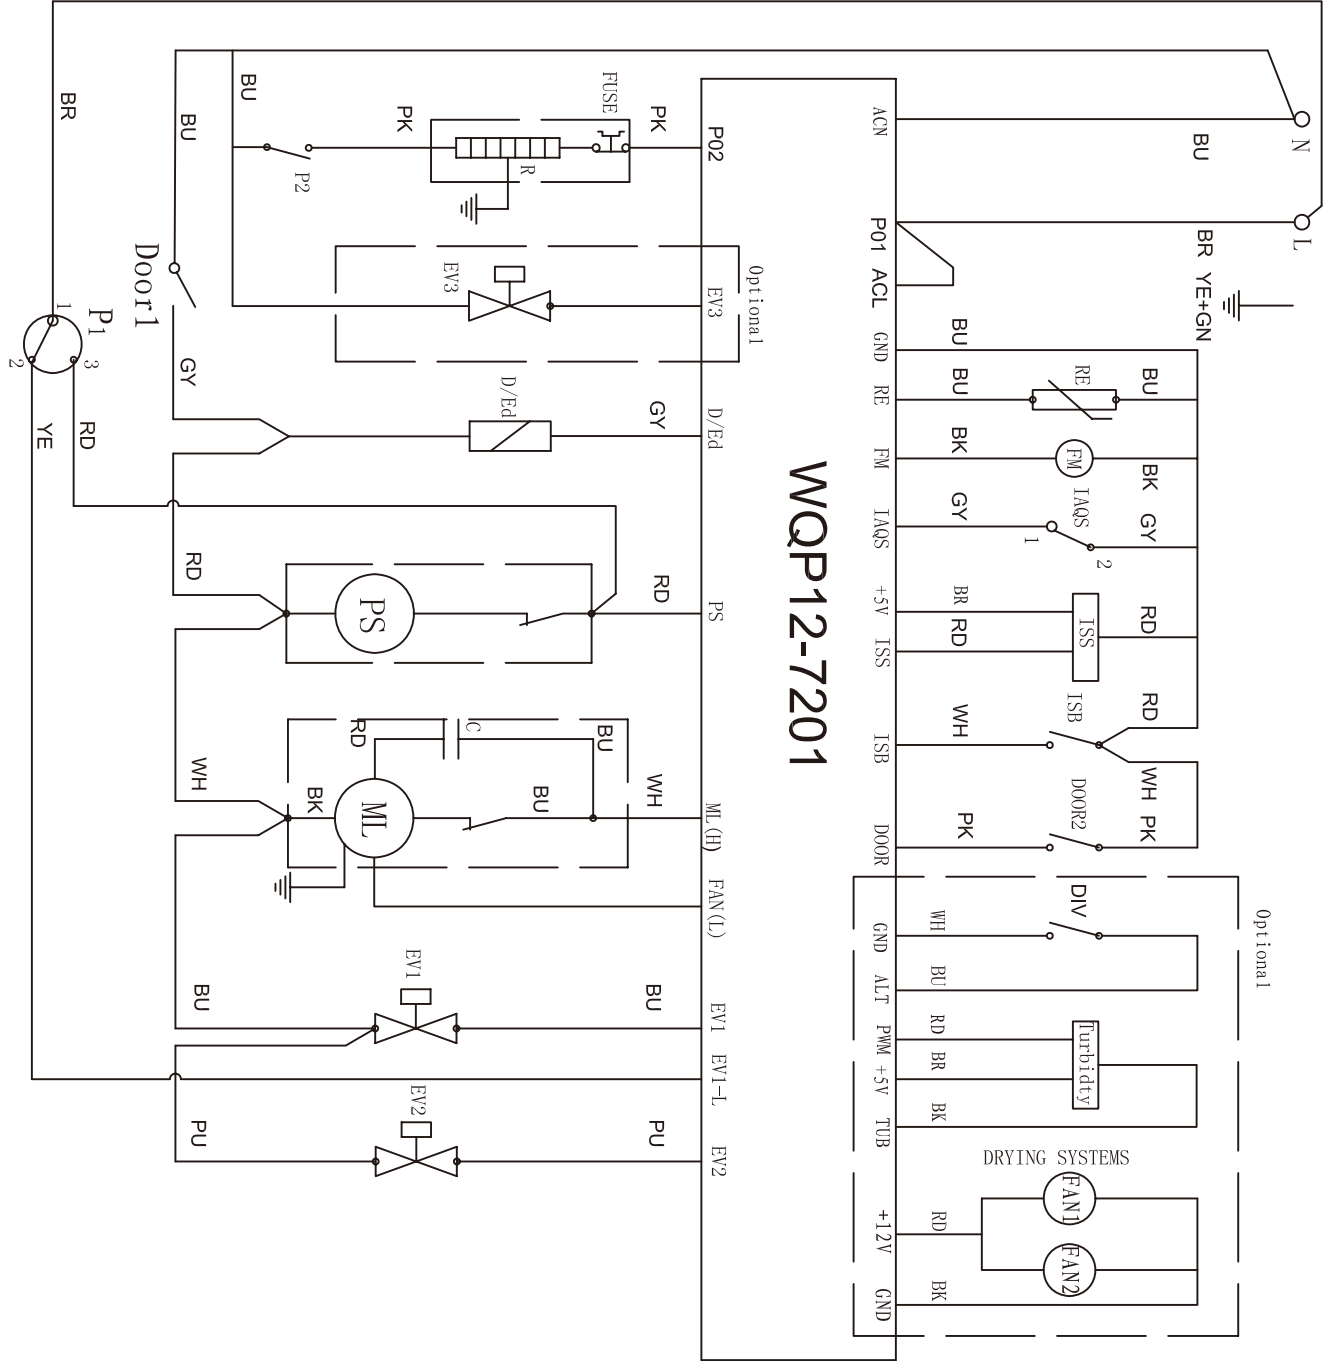 WQP12-7201
N
L
BU
BR
YE+GN
ACN
P01
ACL
GND
RE
FM
IAQS
+5V
ISS
ISB
DOOR
GND
ALT
PWM
+5V
TUB
+12V
GND
BU
BU
RE
BU
BK
FM
BK
GY
IAQS
1
2
GY
BR
RD
ISS
RD
WH
ISB
RD
WH
PK
DOOR2
PK
Optional
WH
DIV
BU
RD
BR
BK
Turbidty
DRYING SYSTEMS
RD
FAN1
FAN2
BK
P02
EV3
D/Ed
PS
ML(H)
FAN(L)
EV1
EV1-L
EV2
BR
BU
BU
P2
PK
FUSE
R
PK
Optional
EV3
Door1
P1
1
2
3
YE
RD
GY
D/Ed
GY
RD
PS
RD
WH
RD
C
BU
BK
ML
BU
WH
BU
EV1
BU
PU
EV2
PU